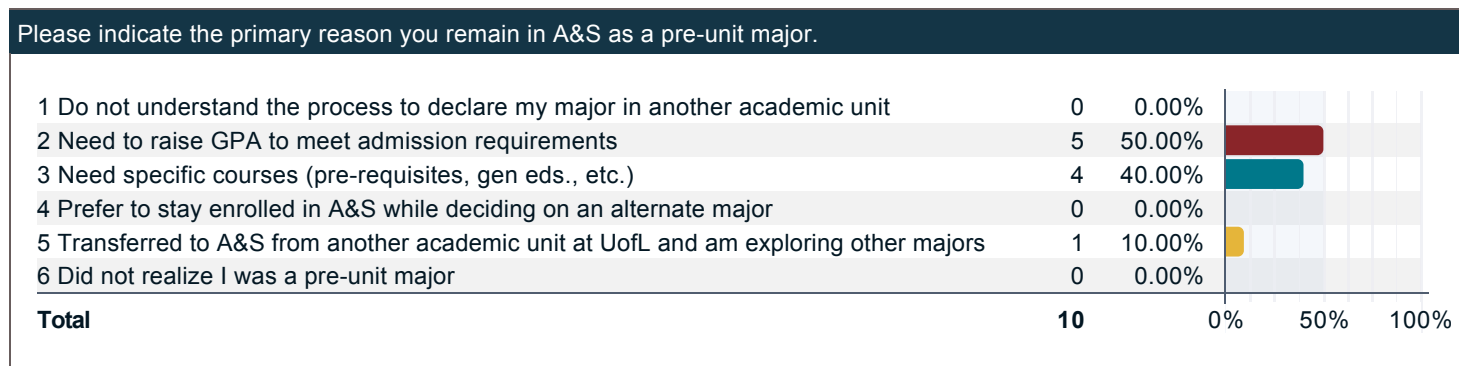 Please indicate the primary reason you remain in A&S as a pre-unit major.
1 Do not understand the process to declare my major in another academic unit 0 0.00%
2 Need to raise GPA to meet admission requirements 5 50.00%
3 Need specific courses (pre-requisites, gen eds., etc.) 4 40.00%
4 Prefer to stay enrolled in A&S while deciding on an alternate major 0 0.00%
5 Transferred to A&S from another academic unit at UofL and am exploring other majors 1 10.00%
6 Did not realize I was a pre-unit major 0 0.00%
Total 10 0% 50% 100%